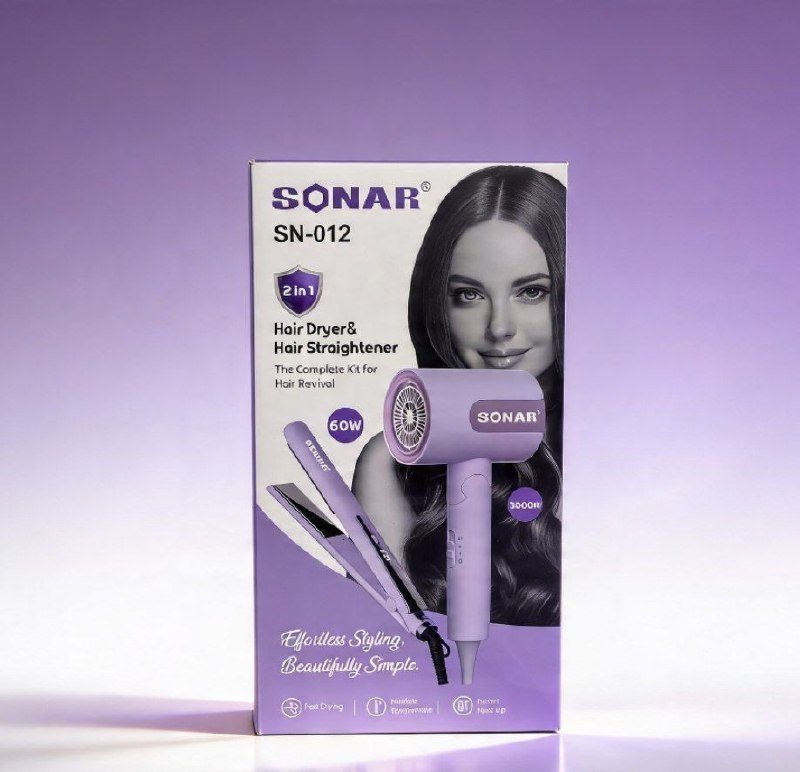 SONAR®
SN-012
2 in 1
Hair Dryer&
Hair Straightener
The Complete Kit for
Hair Revival
60W
SONAR
3000W
Effortless Styling,
Beautifully Simple.
Fast Drying